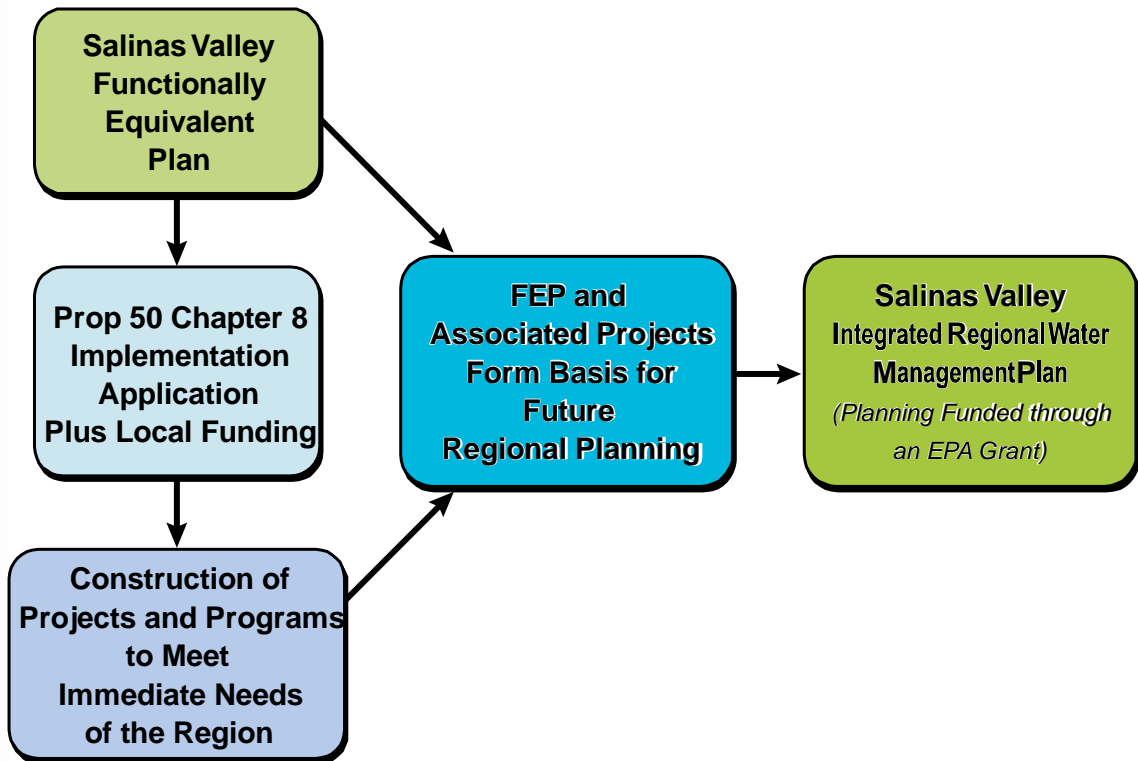 Salinas Valley
Functionally
Equivalent
Plan
Prop 50 Chapter 8
Implementation
Application
Plus Local Funding
Construction of
Projects and Programs
to Meet
Immediate Needs
of the Region
FEP and
Associated Projects
Form Basis for
Future
Regional Planning
Salinas Valley
Integrated Regional Water
Management Plan
(Planning Funded through
an EPA Grant)